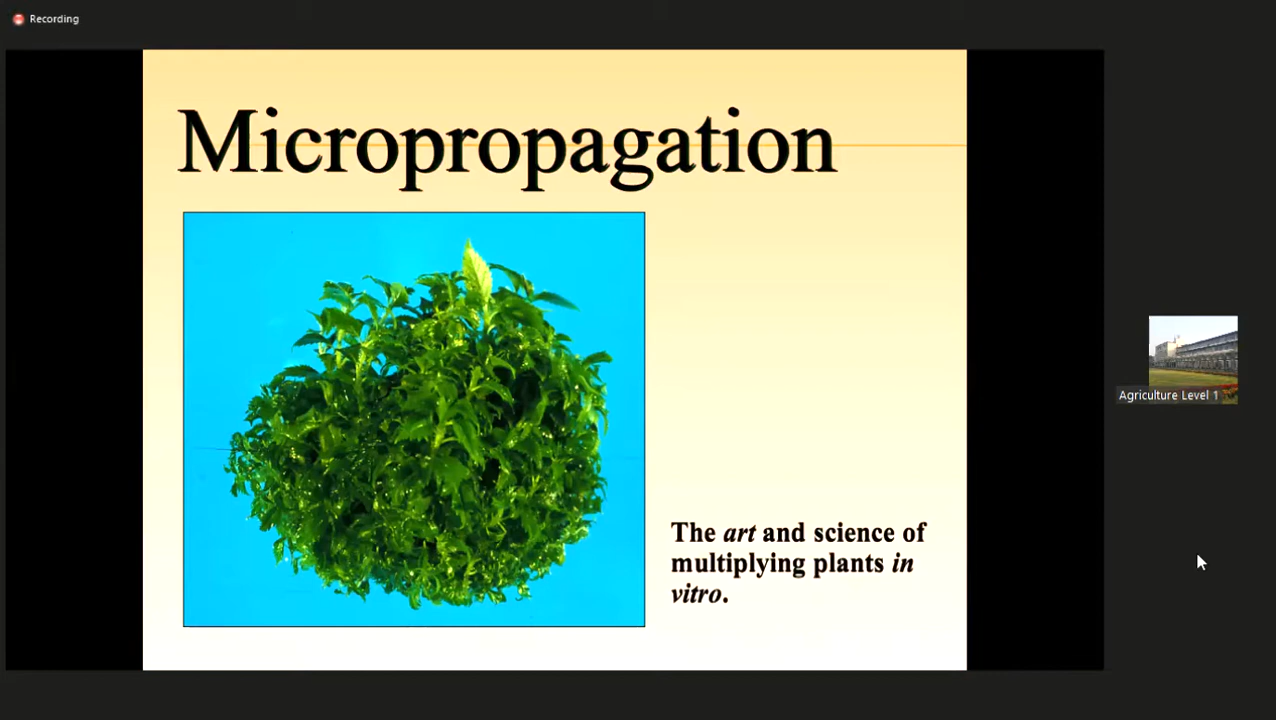 Recording
Micropropagation
The art and science of
multiplying plants in
vitro.
Agriculture Level 1